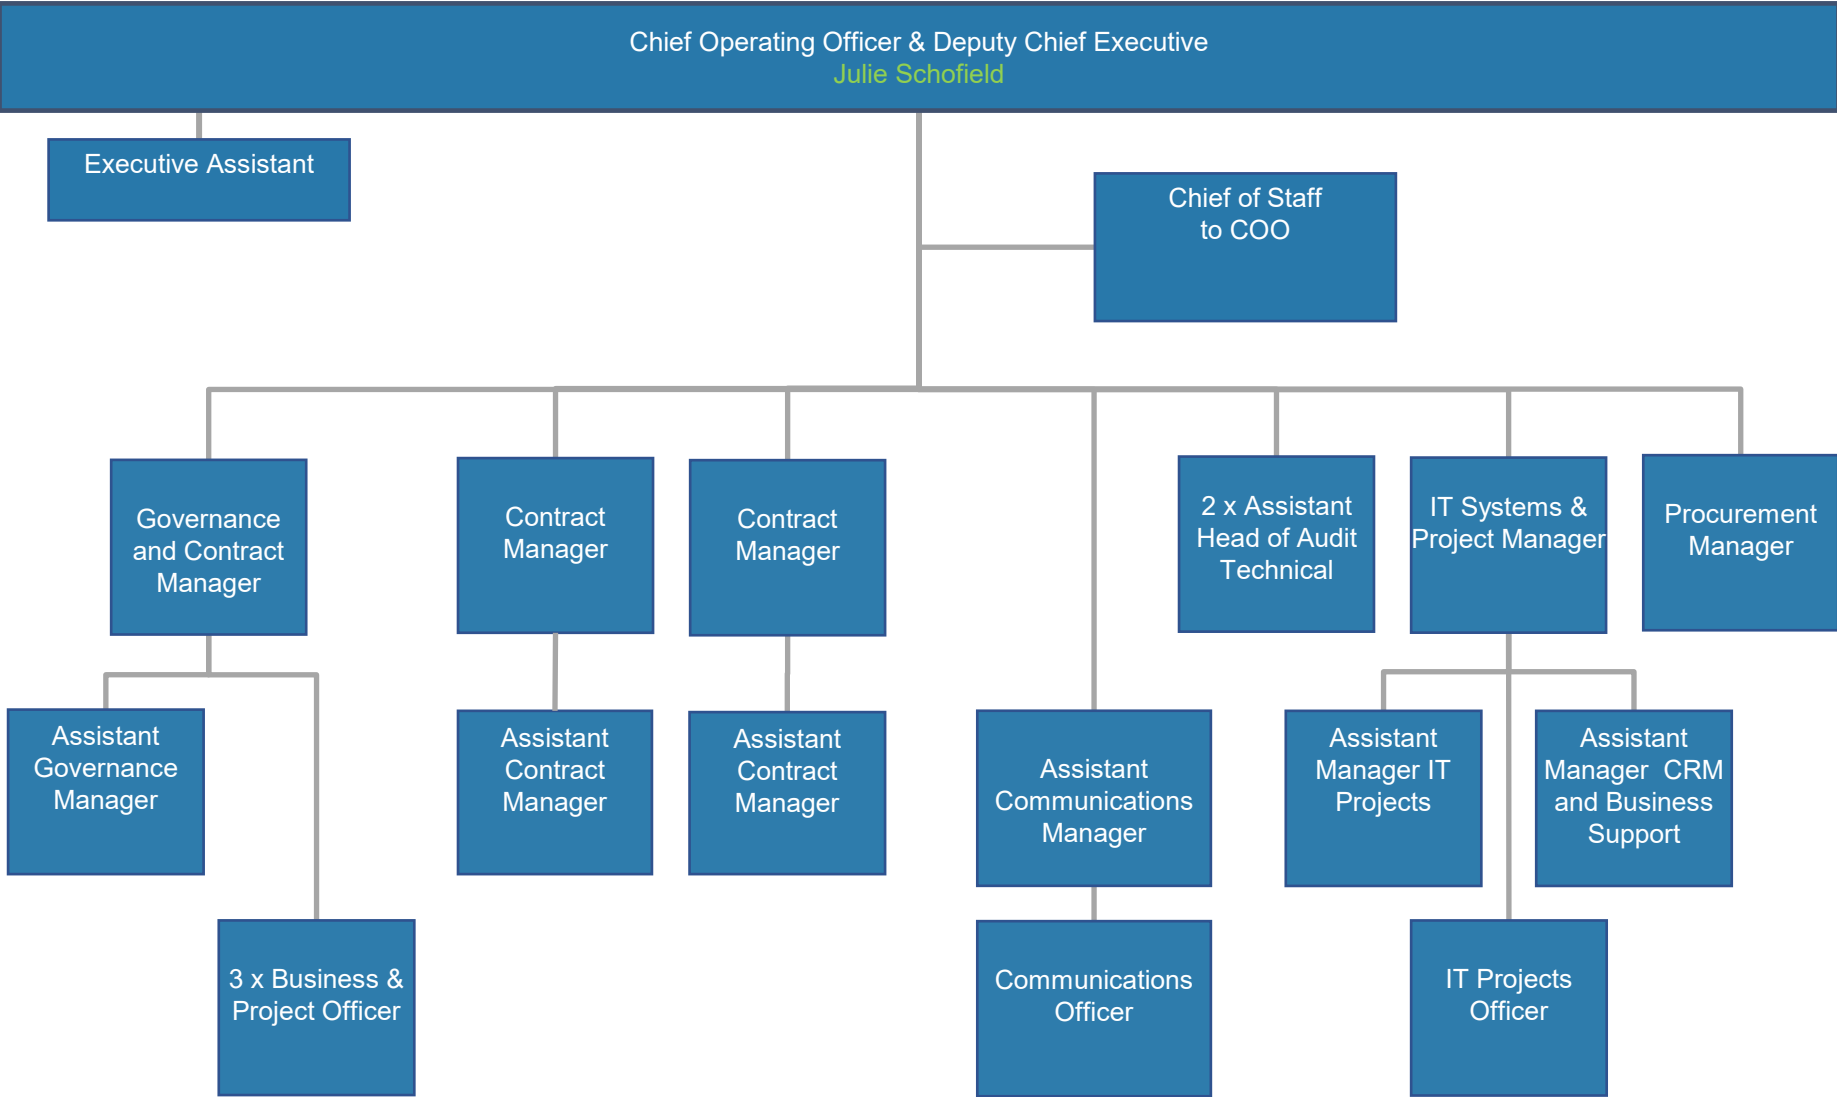 Chief Operating Officer & Deputy Chief Executive
Julie Schofield
Executive Assistant
Chief of Staff
to COO
Governance
and Contract
Manager
Contract
Manager
Contract
Manager
2 x Assistant
Head of Audit
Technical
IT Systems &
Project Manager
Procurement
Manager
Assistant
Governance
Manager
Assistant
Contract
Manager
Assistant
Contract
Manager
Assistant
Communications
Manager
Assistant
Manager IT
Projects
Assistant
Manager  CRM
and Business
Support
3 x Business &
Project Officer
Communications
Officer
IT Projects
Officer